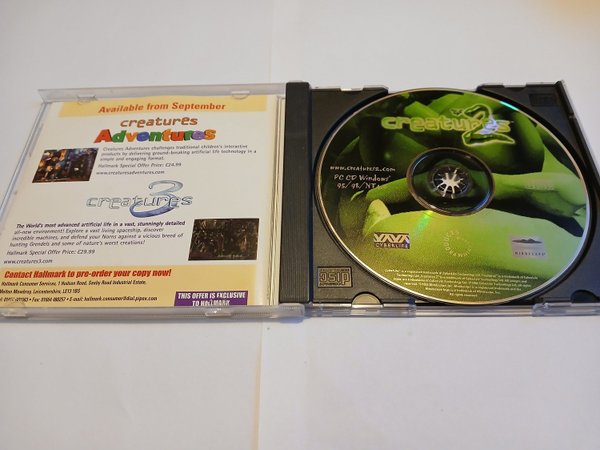 Available from September
creatures
Adventures
Creatures Adventures challenges traditional children's interactive
products by delivering ground-breaking artificial life technology in a
simple and engaging format.
Hallmark Special Offer Price: £24.99
www.creaturesadventures.com
creatures 3
The World's most advanced artificial life in a vast, stunningly detailed
all-new environment! Explore a vast living spaceship, discover
incredible machines, and defend your Norns against a vicious breed of
hunting Grendels and some of nature's worst creations!
Hallmark Special Offer Price: £29.99
www.creatures3.com
Contact Hallmark to pre-order your copy now!
Hallmark Consumer Services, 1 Hudson Road, Saxby Road Industrial Estate,
Melton Mowbray, Leicestershire, LE13 1BS
THIS OFFER IS EXCLUSIVE
TO HALLMARK
creatures 2
www.creatures2.com
PC CD Windows
95/98/NT4
CYBERLIFE
MINDSCAPE